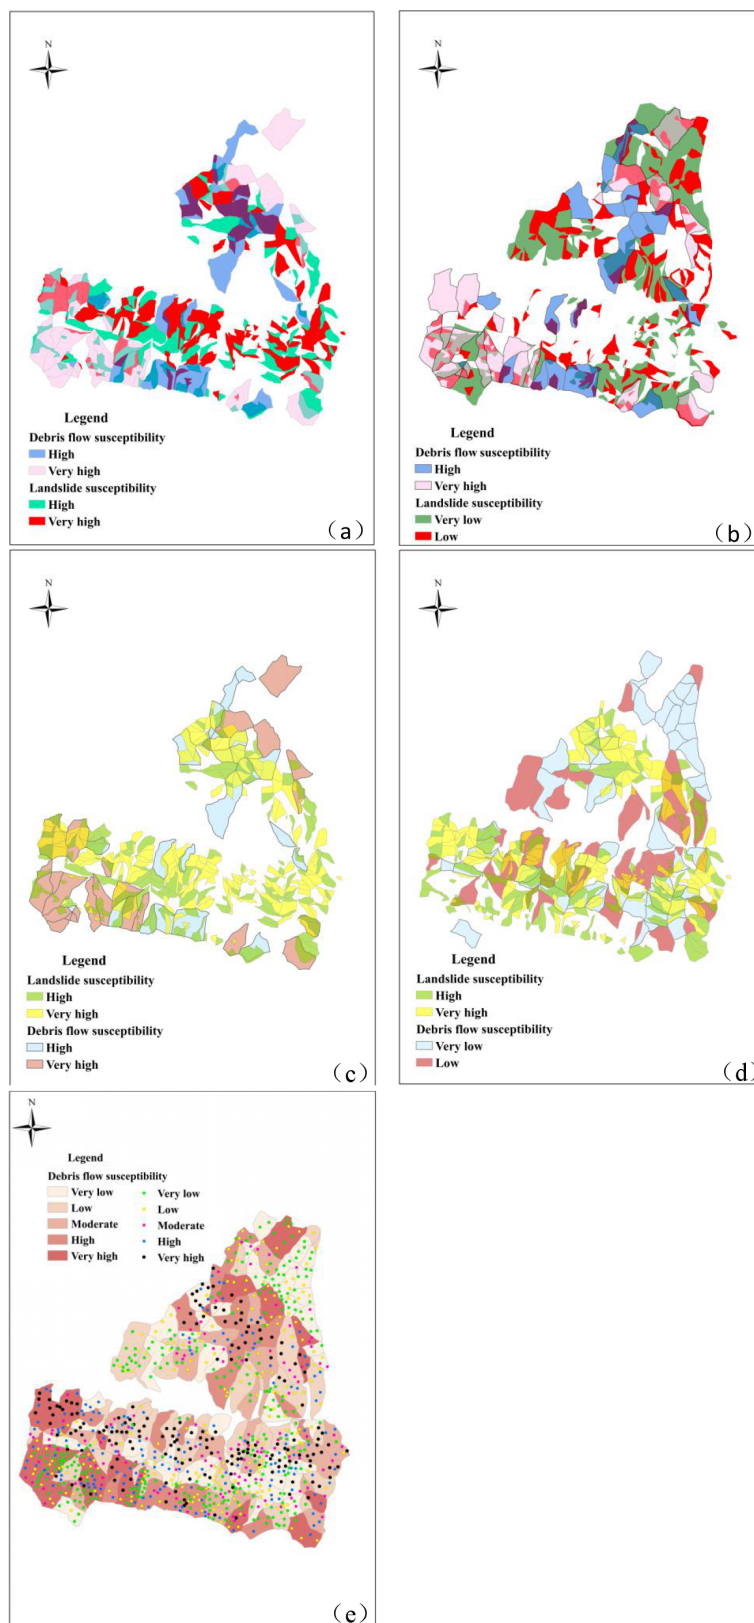 N
Legend
Debris flow susceptibility
High
Very high
Landslide susceptibility
High
Very high
（a）
N
Legend
Debris flow susceptibility
High
Very high
Landslide susceptibility
Very low
Low
（b）
N
Legend
Landslide susceptibility
High
Very high
Debris flow susceptibility
High
Very high
（c）
N
Legend
Landslide susceptibility
High
Very high
Debris flow susceptibility
Very low
Low
（d）
N
Legend
Debris flow susceptibility
Very low Very low
Low Low
Moderate Moderate
High High
Very high Very high
（e）